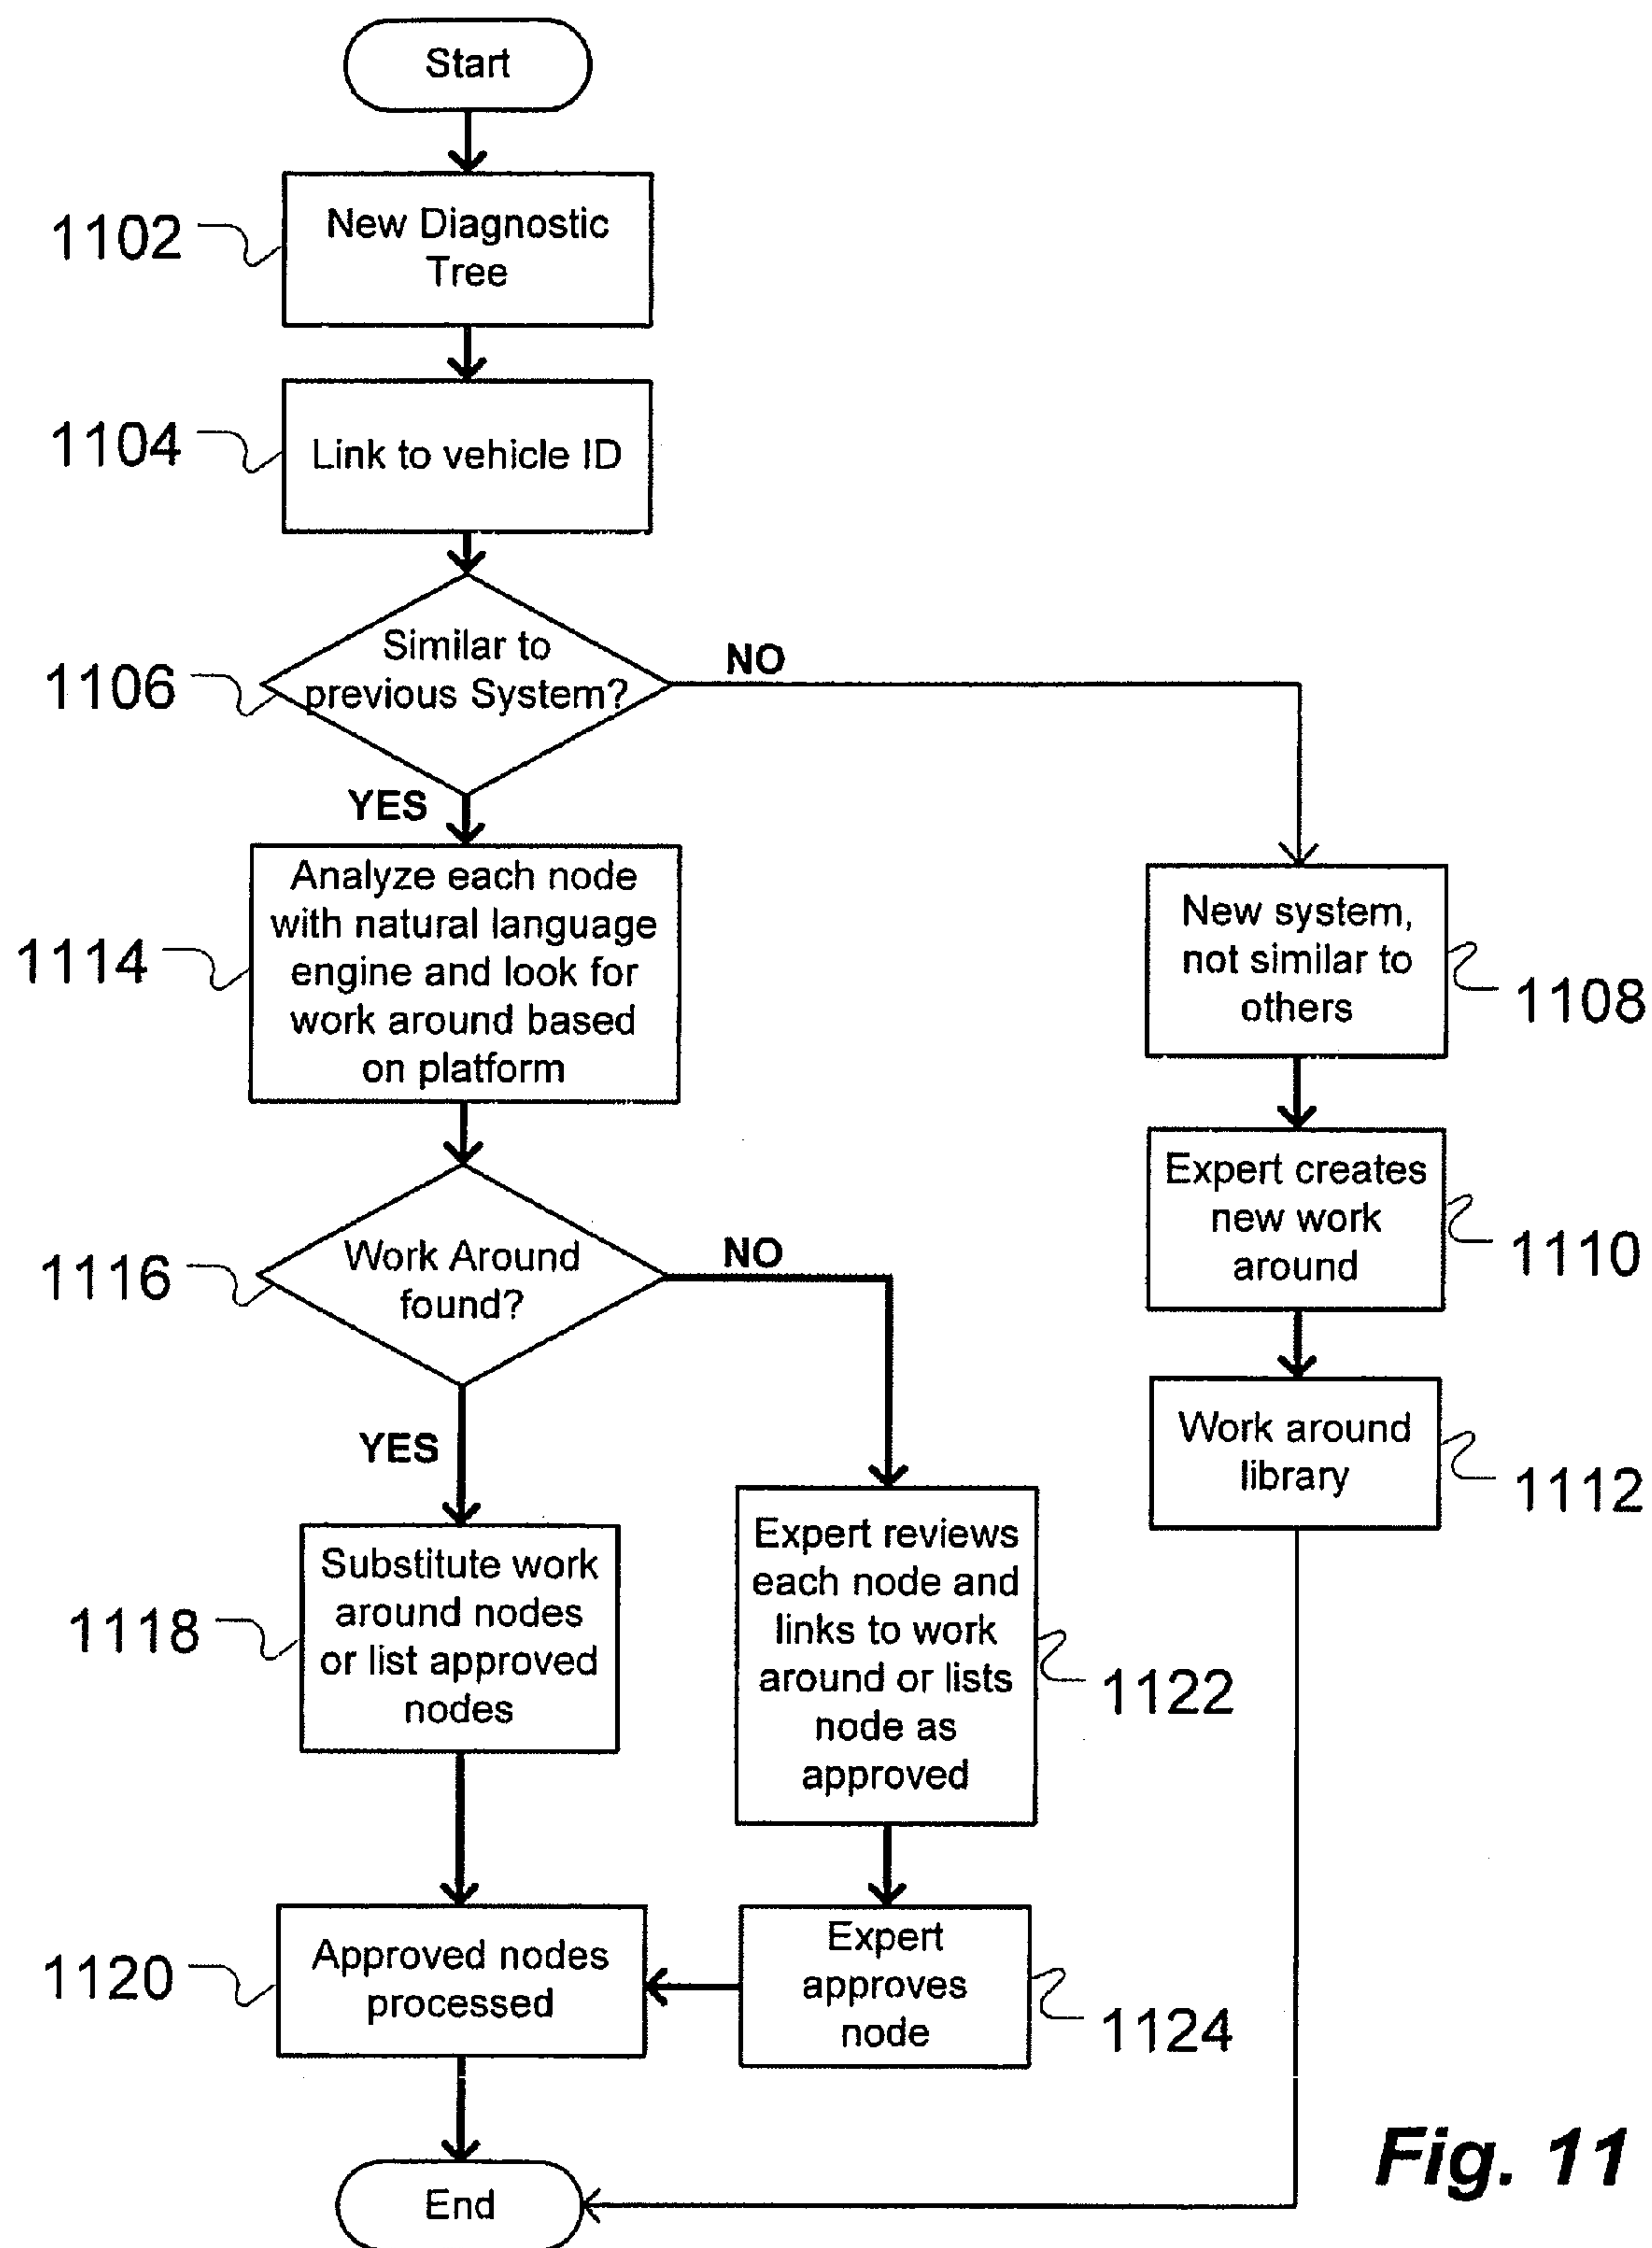 Start
1102
New Diagnostic
Tree
1104
Link to vehicle ID
1106
Similar to
previous System?
NO
YES
1114
Analyze each node
with natural language
engine and look for
work around based
on platform
New system,
not similar to
others
1108
Expert creates
new work
around
1110
1116
Work Around
found?
NO
YES
Work around
library
1112
1118
Substitute work
around nodes
or list approved
nodes
Expert reviews
each node and
links to work
around or lists
node as
approved
1122
1120
Approved nodes
processed
Expert
approves
node
1124
End
Fig. 11